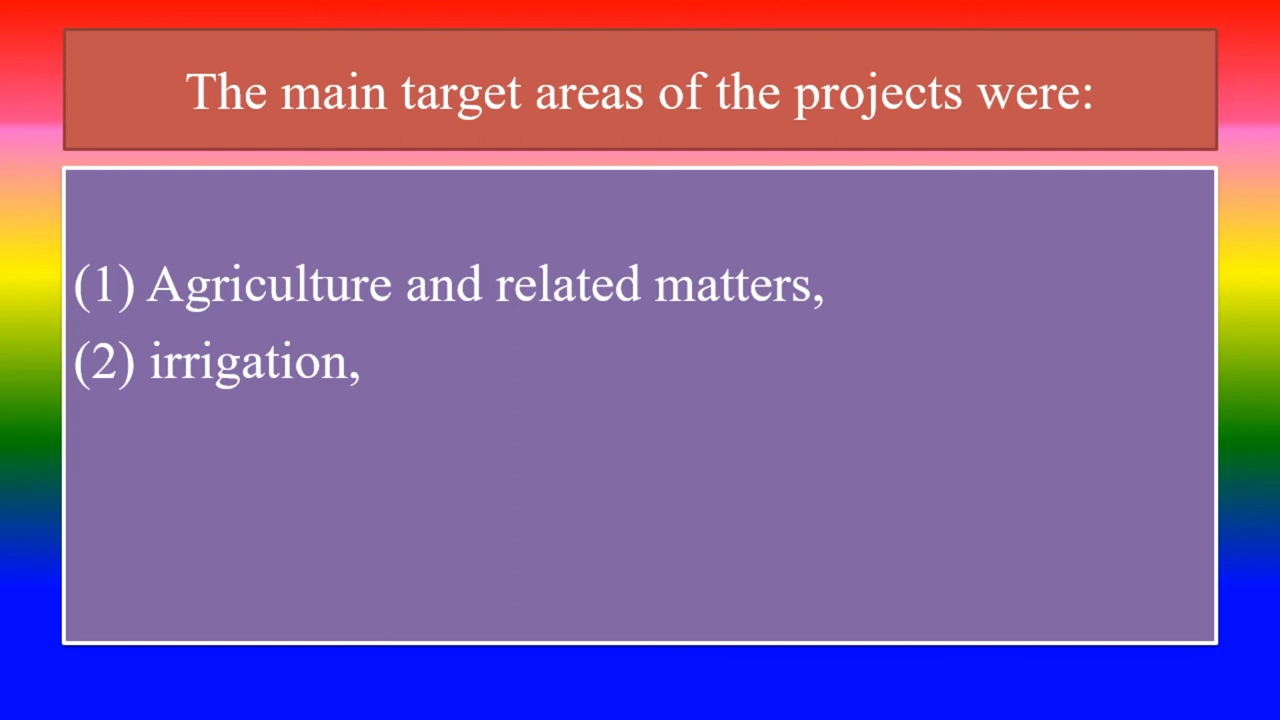 The main target areas of the projects were:
(1) Agriculture and related matters,
(2) irrigation,